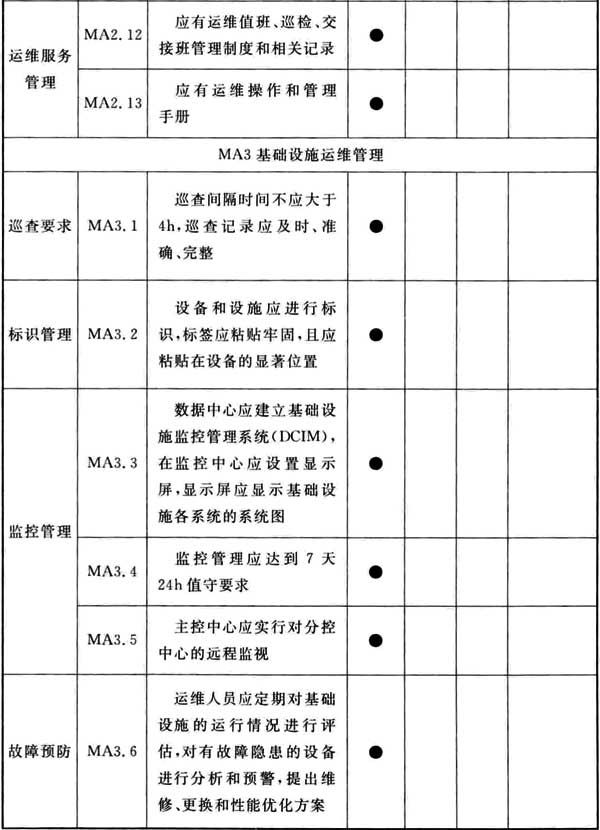 运维服务
管理
MA2.12
应有运维值班、巡检、交
接班管理制度和相关记录
●
MA2.13
应有运维操作和管理
手册
●
MA3 基础设施运维管理
巡查要求
MA3.1
巡查间隔时间不应大于
4h,巡查记录应及时、准
确、完整
●
标识管理
MA3.2
设备和设施应进行标
识,标签应粘贴牢固,且应
粘贴在设备的显著位置
●
监控管理
MA3.3
数据中心应建立基础设
施监控管理系统(DCIM),
在监控中心应设置显示
屏,显示屏应显示基础设
施各系统的系统图
●
MA3.4
监控管理应达到 7 天
24h 值守要求
●
MA3.5
主控中心应实行对分控
中心的远程监视
●
故障预防
MA3.6
运维人员应定期对基础
设施的运行情况进行评
估,对有故障隐患的设备
进行分析和预警,提出维
修、更换和性能优化方案
●